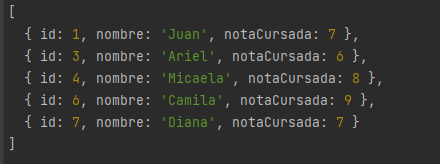 [
  { id: 1, nombre: 'Juan', notaCursada: 7 },
  { id: 3, nombre: 'Ariel', notaCursada: 6 },
  { id: 4, nombre: 'Micaela', notaCursada: 8 },
  { id: 6, nombre: 'Camila', notaCursada: 9 },
  { id: 7, nombre: 'Diana', notaCursada: 7 }
]